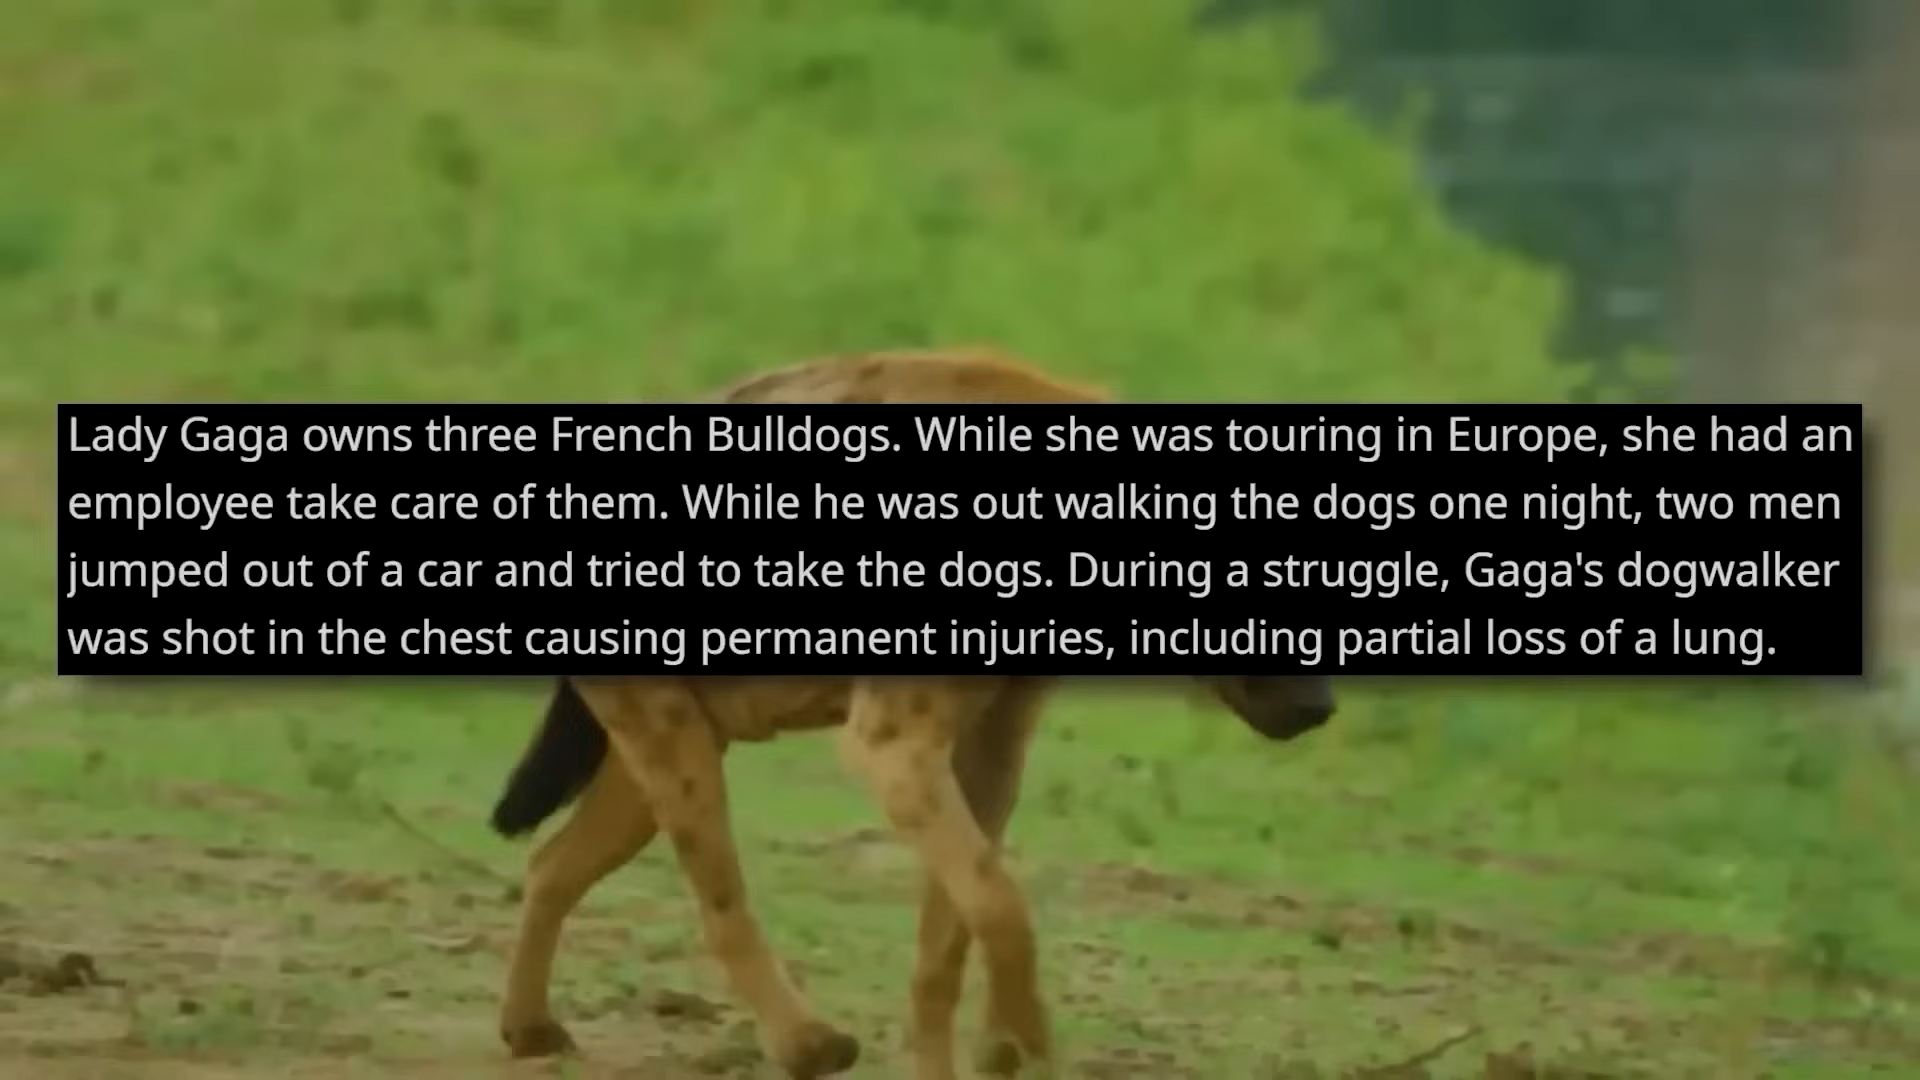 Lady Gaga owns three French Bulldogs. While she was touring in Europe, she had an
employee take care of them. While he was out walking the dogs one night, two men
jumped out of a car and tried to take the dogs. During a struggle, Gaga's dogwalker
was shot in the chest causing permanent injuries, including partial loss of a lung.